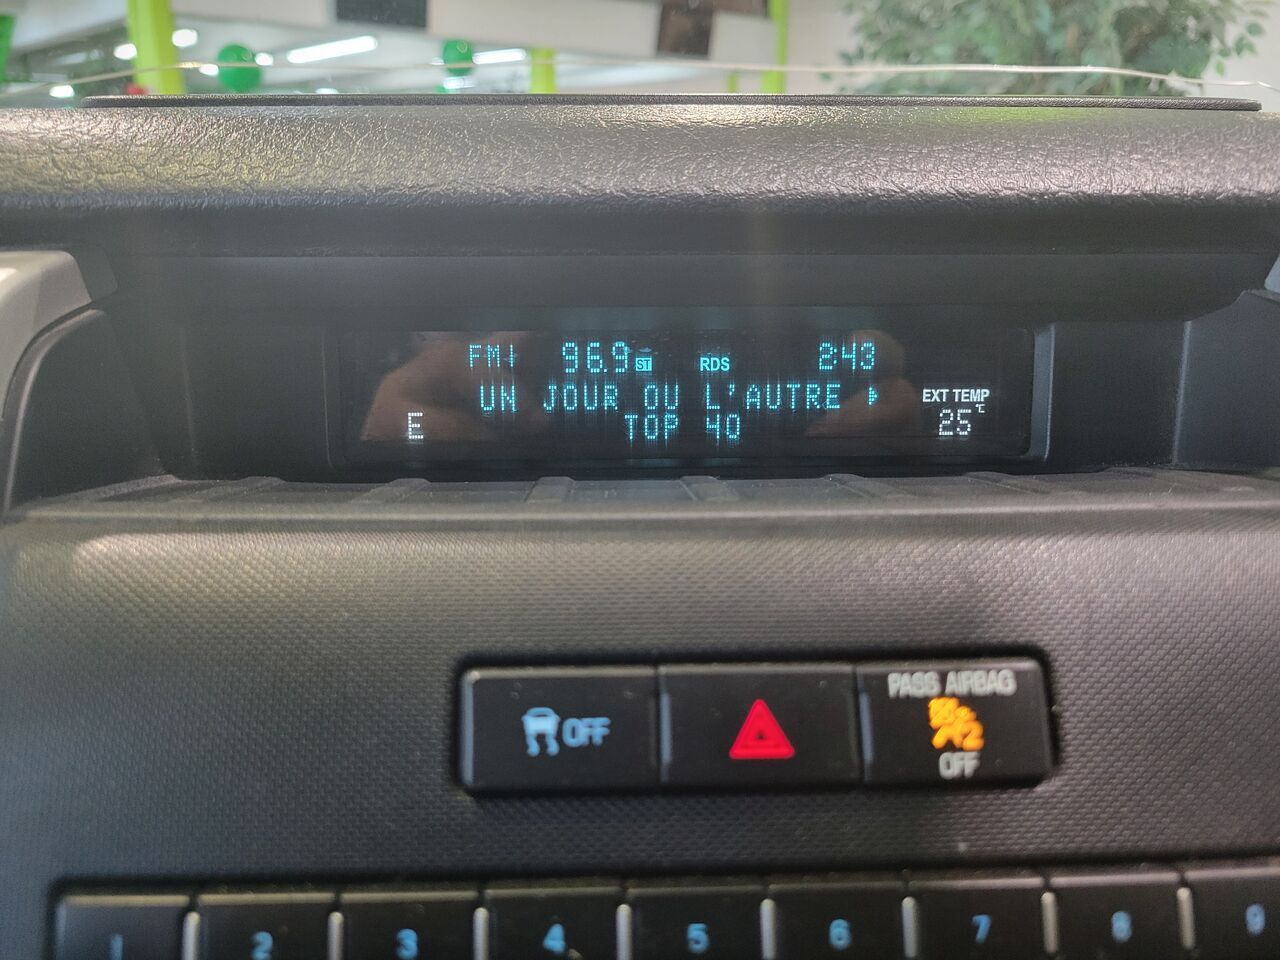 FM1 96.9 ST RDS 2:43
UN JOUR OU L'AUTRE
EXT TEMP
E TOP 40 25 °C
OFF
PASS AIRBAG
2
OFF
1 2 3 4 5 6 7 8 9